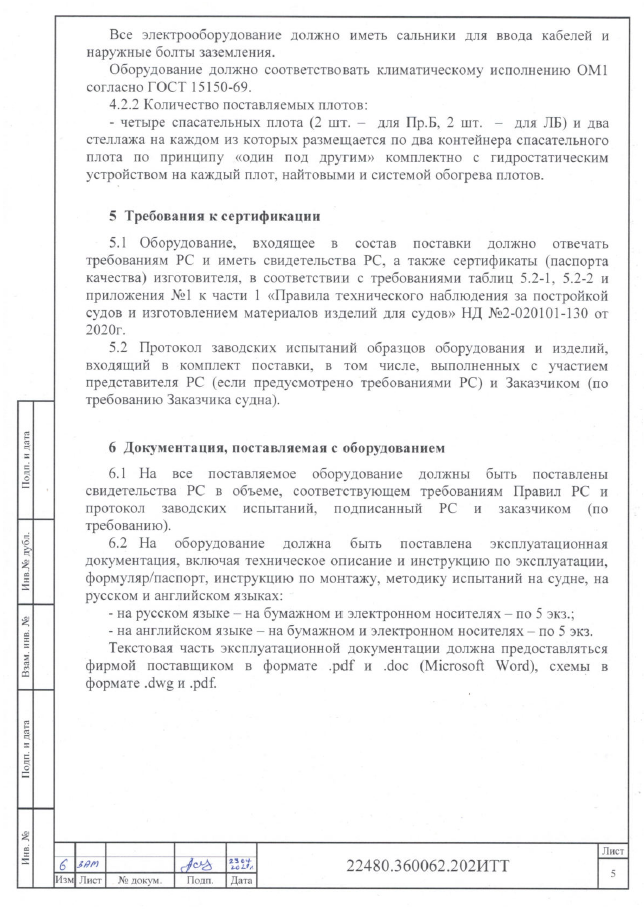 Все электрооборудование должно иметь сальники для ввода кабелей и
наружные болты заземления.
Оборудование должно соответствовать климатическому исполнению ОМ1
согласно ГОСТ 15150-69.
4.2.2 Количество поставляемых плотов:
- четыре спасательных плота (2 шт. – для Пр.Б, 2 шт. – для ЛБ) и два
стеллажа на каждом из которых размещается по два контейнера спасательного
плота по принципу «один под другим» комплектно с гидростатическим
устройством на каждый плот, найтовыми и системой обогрева плотов.
5 Требования к сертификации
5.1 Оборудование, входящее в состав поставки должно отвечать
требованиям РС и иметь свидетельства РС, а также сертификаты (паспорта
качества) изготовителя, в соответствии с требованиями таблиц 5.2-1, 5.2-2 и
приложения №1 к части 1 «Правила технического наблюдения за постройкой
судов и изготовлением материалов изделий для судов» НД №2-020101-130 от
2020г.
5.2 Протокол заводских испытаний образцов оборудования и изделий,
входящий в комплект поставки, в том числе, выполненных с участием
представителя РС (если предусмотрено требованиями РС) и Заказчиком (по
требованию Заказчика судна).
6 Документация, поставляемая с оборудованием
6.1 На все поставляемое оборудование должны быть поставлены
свидетельства РС в объеме, соответствующем требованиям Правил РС и
протокол заводских испытаний, подписанный РС и заказчиком (по
требованию).
6.2 На оборудование должна быть поставлена эксплуатационная
документация, включая техническое описание и инструкцию по эксплуатации,
формуляр/паспорт, инструкцию по монтажу, методику испытаний на судне, на
русском и английском языках:
- на русском языке – на бумажном и электронном носителях – по 5 экз.;
- на английском языке – на бумажном и электронном носителях – по 5 экз.
Текстовая часть эксплуатационной документации должна предоставляться
фирмой поставщиком в формате .pdf и .doc (Microsoft Word), схемы в
формате .dwg и .pdf.
Подп. и дата
Инв.№ дубл.
Взам. инв. №
Подп. и дата
Инв. №
6 ЗАМ
Изм Лист № докум. Подп. Дата
22480.360062.202ИТТ
Лист
5